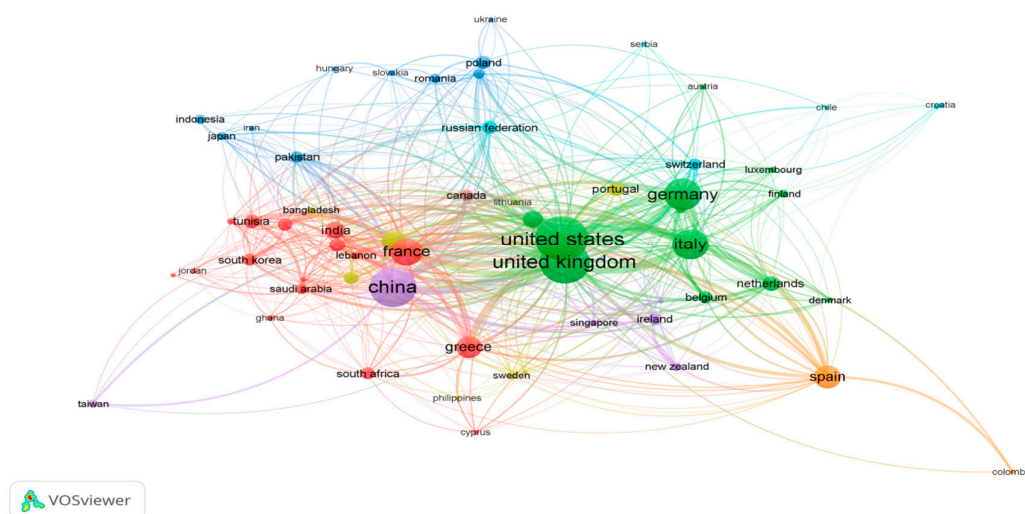 ukraine
serbia
poland
hungary
slovakia
romania
austria
chile
croatia
indonesia
iran
japan
russian federation
pakistan
switzerland
luxembourg
canada
portugal
germany
finland
lithuania
bangladesh
tunisia
india
united states
italy
france
lebanon
south korea
united kingdom
jordan
saudi arabia
china
netherlands
belgium
denmark
ghana
singapore
ireland
greece
new zealand
south africa
sweden
spain
philippines
taiwan
cyprus
colomb
VOSviewer